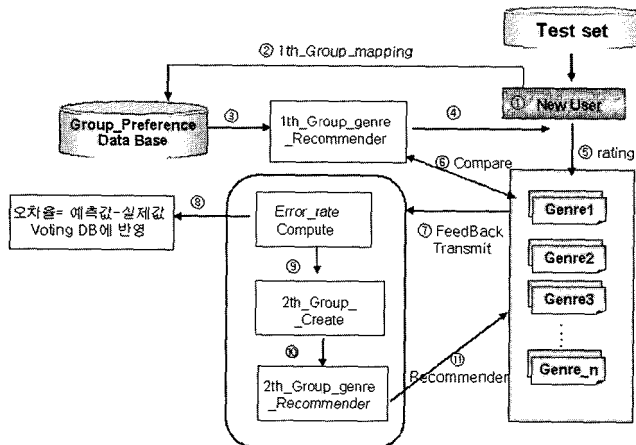 Test set
② 1th_Group_mapping
① New User
Group_Preference
Data Base
③
1th_Group_genre
_Recommender
④
⑤ rating
⑥ Compare
오차율= 예측값-실제값
Voting DB에 반영
⑧
Error_rate
Compute
⑦ FeedBack
Transmit
Genre1
Genre2
Genre3
Genre_n
⑨
2th_Group_
_Create
⑩
2th_Group_genre
_Recommender
⑪
Recommender